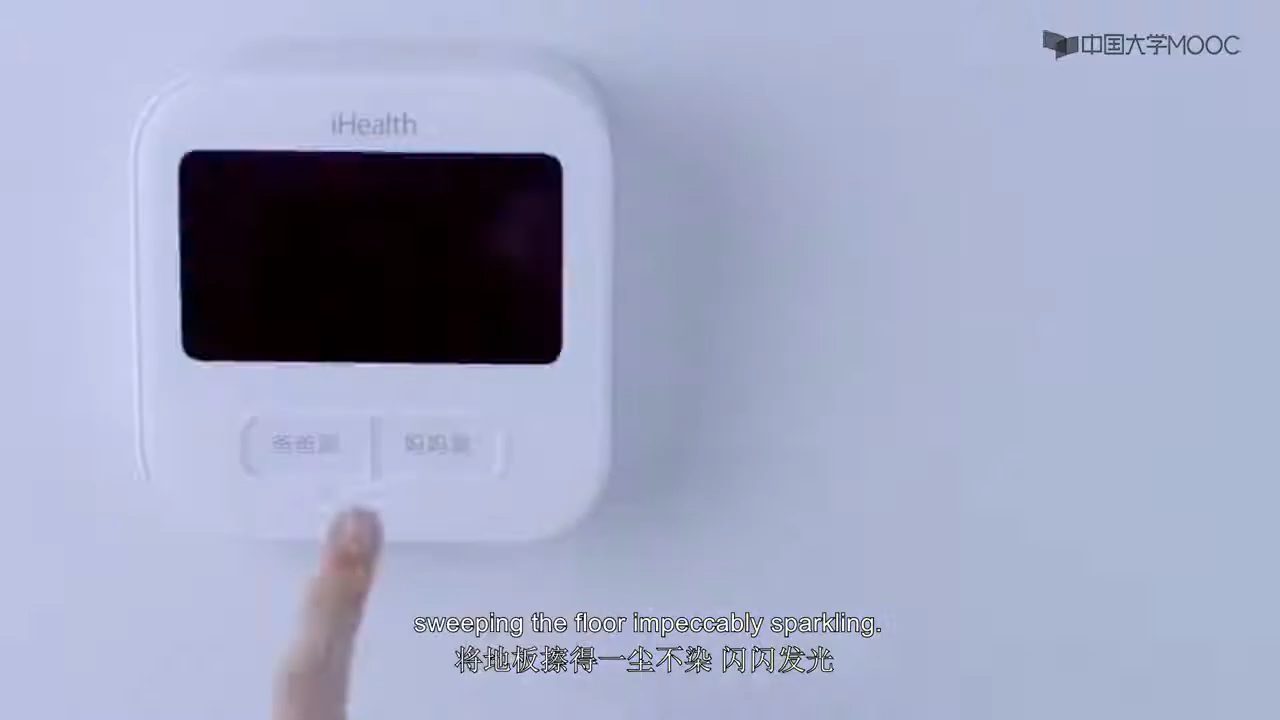 中国大学MOOC
iHealth
爸爸测 妈妈测
sweeping the floor impeccably sparkling.
将地板擦得一尘不染 闪闪发光